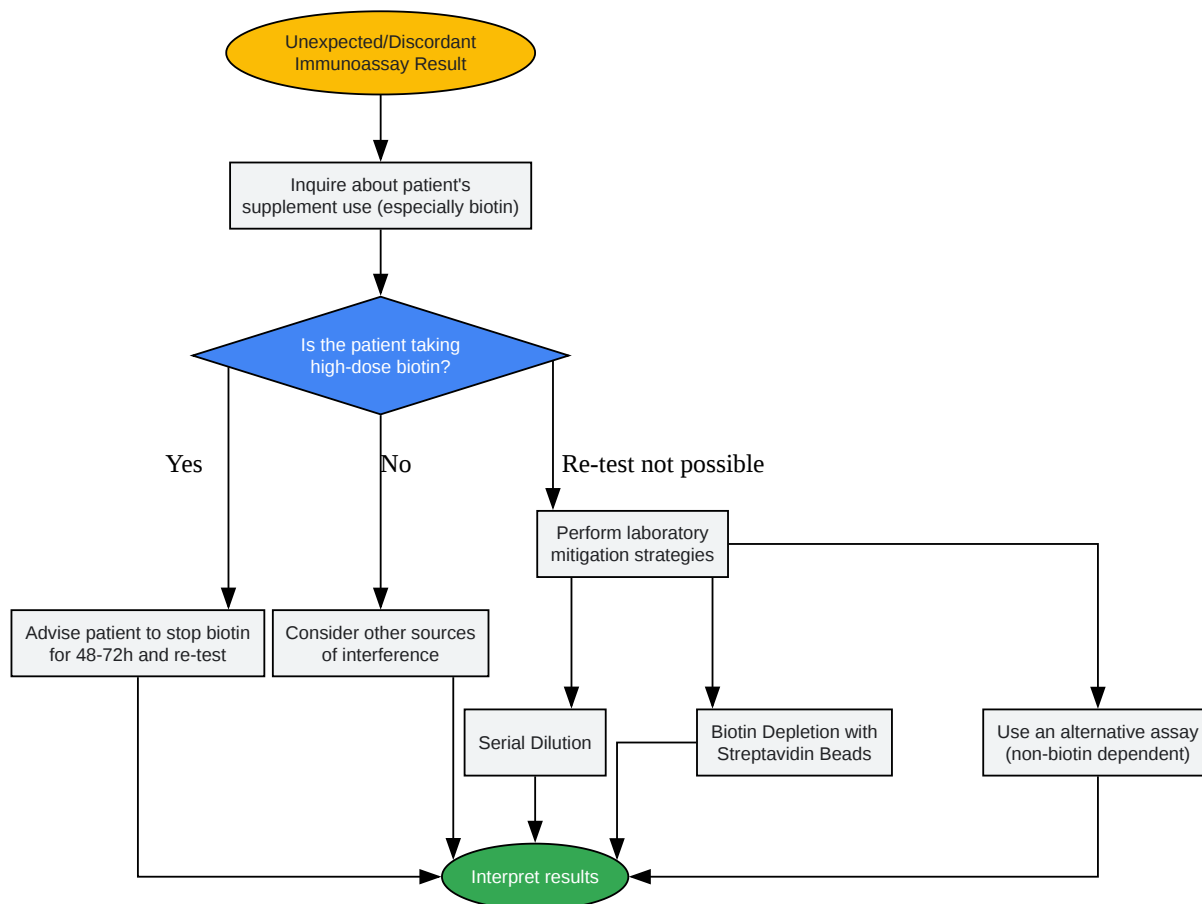 Unexpected/Discordant
Immunoassay Result
Inquire about patient's
supplement use (especially biotin)
Is the patient taking
high-dose biotin?
Yes
No
Re-test not possible
Perform laboratory
mitigation strategies
Advise patient to stop biotin
for 48-72h and re-test
Consider other sources
of interference
Serial Dilution
Biotin Depletion with
Streptavidin Beads
Use an alternative assay
(non-biotin dependent)
Interpret results